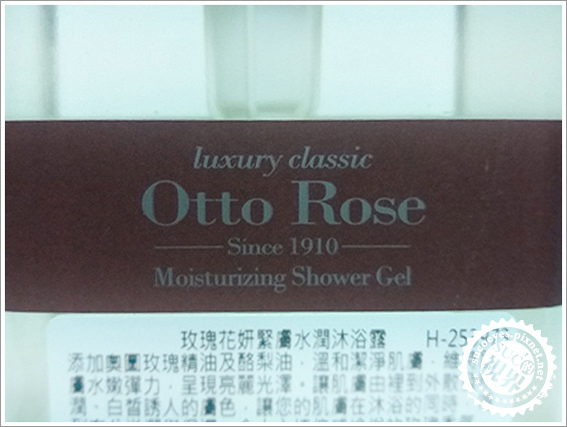 luxury classic
Otto Rose
Since 1910
Moisturizing Shower Gel
玫瑰花妍緊膚水潤沐浴露 H-25
添加奧圖玫瑰精油及酪梨油，溫和潔淨肌膚，維
膚水嫩彈力，呈現亮麗光澤。讓肌膚由裡到外散
潤、白皙誘人的膚色，讓您的肌膚在沐浴的同時